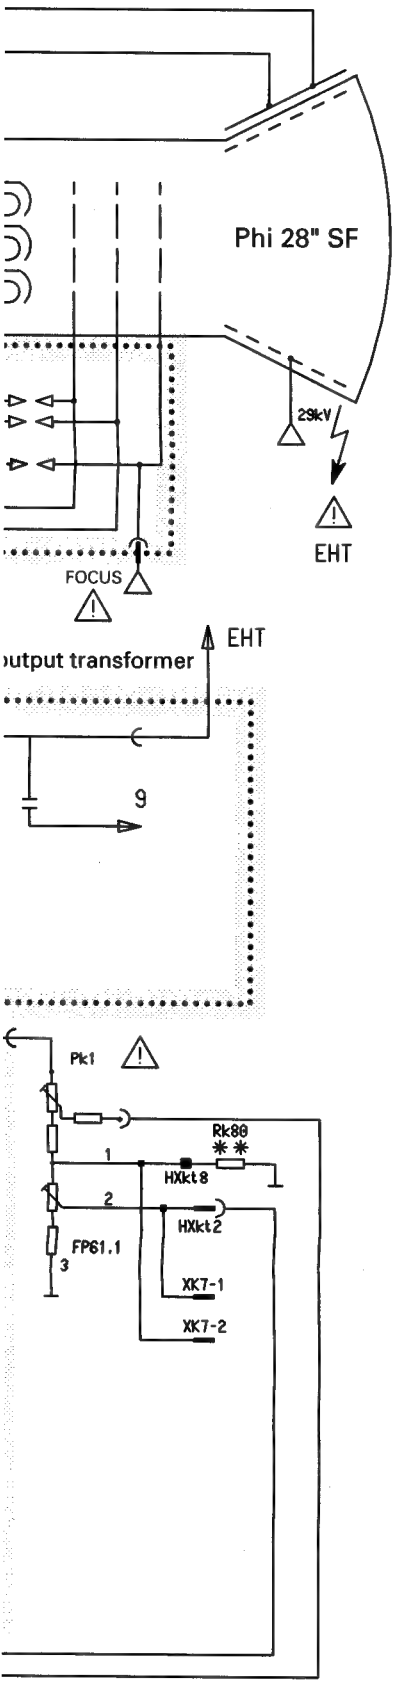 Phi 28" SF
29kV
!
EHT
FOCUS
!
EHT
output transformer
9
Pk1
!
Rk80
**
1
HXkt8
2
HXkt2
FP61.1
3
XK7-1
XK7-2